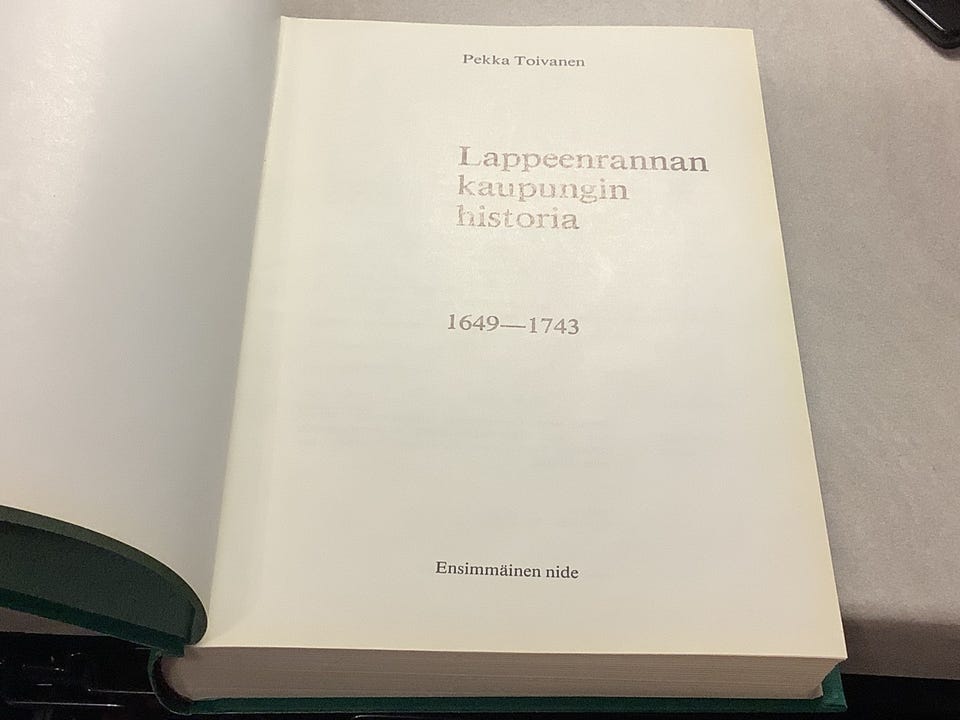 Pekka Toivanen
Lappeenrannan
kaupungin
historia
1649—1743
Ensimmäinen nide